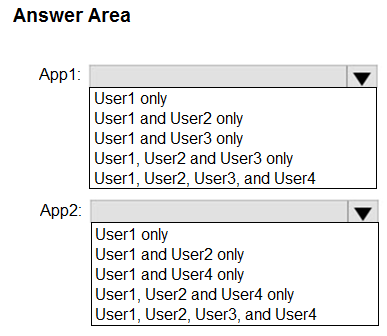 Answer Area
App1:
User1 only
User1 and User2 only
User1 and User3 only
User1, User2 and User3 only
User1, User2, User3, and User4
App2:
User1 only
User1 and User2 only
User1 and User4 only
User1, User2 and User4 only
User1, User2, User3, and User4